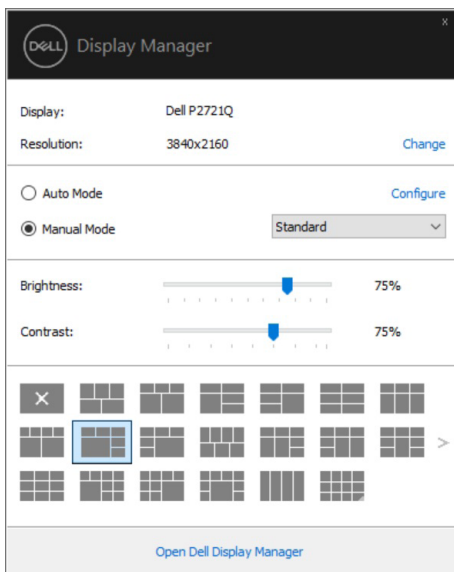 x
DELL Display Manager
Display: Dell P2721Q
Resolution: 3840x2160 Change
Auto Mode Configure
Manual Mode Standard
Brightness: 75%
Contrast: 75%
Open Dell Display Manager